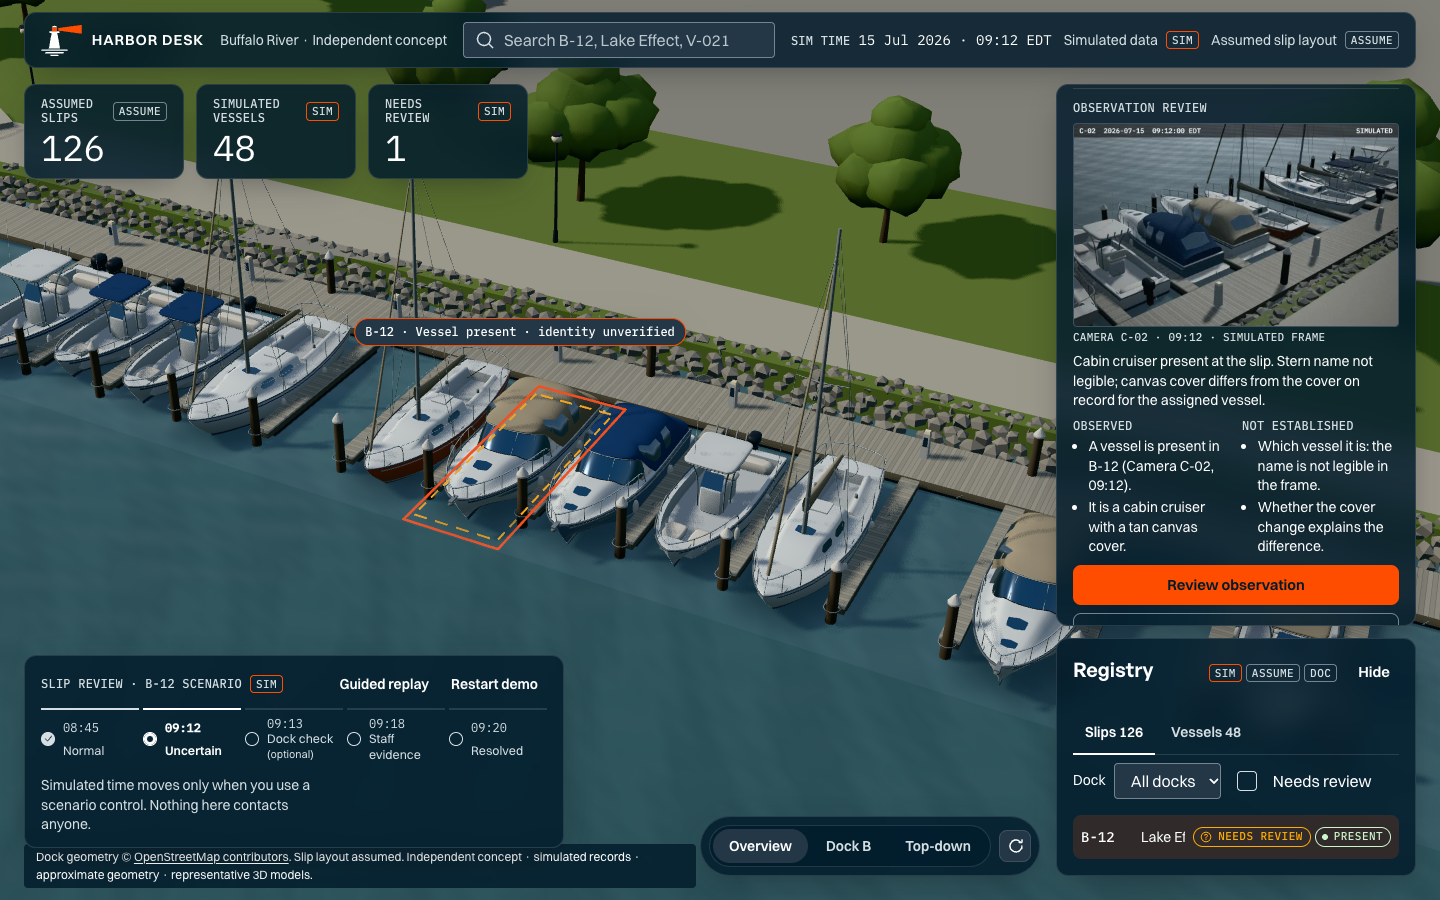 HARBOR DESK
Buffalo River · Independent concept
Search B-12, Lake Effect, V-021
SIM TIME 15 Jul 2026 · 09:12 EDT
Simulated data SIM
Assumed slip layout ASSUME
ASSUMED SLIPS ASSUME
126
SIMULATED VESSELS SIM
48
NEEDS REVIEW SIM
1
B-12 · Vessel present · identity unverified
OBSERVATION REVIEW
C-02 2026-07-15 09:12:00 EDT SIMULATED
CAMERA C-02 · 09:12 · SIMULATED FRAME
Cabin cruiser present at the slip. Stern name not
legible; canvas cover differs from the cover on
record for the assigned vessel.
OBSERVED
• A vessel is present in
B-12 (Camera C-02,
09:12).
• It is a cabin cruiser
with a tan canvas
cover.
NOT ESTABLISHED
• Which vessel it is: the
name is not legible in
the frame.
• Whether the cover
change explains the
difference.
Review observation
Registry SIM ASSUME DOC Hide
Slips 126 Vessels 48
Dock All docks Needs review
B-12 Lake Ef NEEDS REVIEW PRESENT
SLIP REVIEW · B-12 SCENARIO SIM Guided replay Restart demo
08:45
Normal
09:12
Uncertain
09:13
Dock check
(optional)
09:18
Staff
evidence
09:20
Resolved
Simulated time moves only when you use a
scenario control. Nothing here contacts
anyone.
Dock geometry © OpenStreetMap contributors. Slip layout assumed. Independent concept · simulated records ·
approximate geometry · representative 3D models.
Overview Dock B Top-down